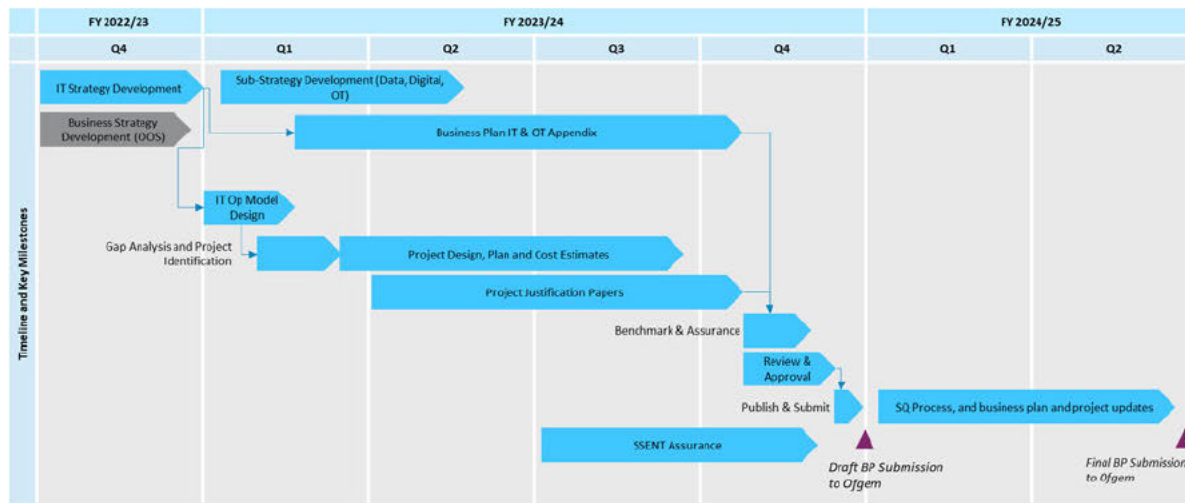 FY 2022/23
FY 2023/24
FY 2024/25
Q4
Q1
Q2
Q3
Q4
Q1
Q2
Timeline and Key Milestones
IT Strategy Development
Sub-Strategy Development (Data, Digital,
OT)
Business Strategy
Development (OOS)
Business Plan IT & OT Appendix
IT Op Model
Design
Gap Analysis and Project
Identification
Project Design, Plan and Cost Estimates
Project Justification Papers
Benchmark & Assurance
Review &
Approval
Publish & Submit
SQ Process, and business plan and project updates
SSENT Assurance
Draft BP Submission
to Ofgem
Final BP Submission
to Ofgem